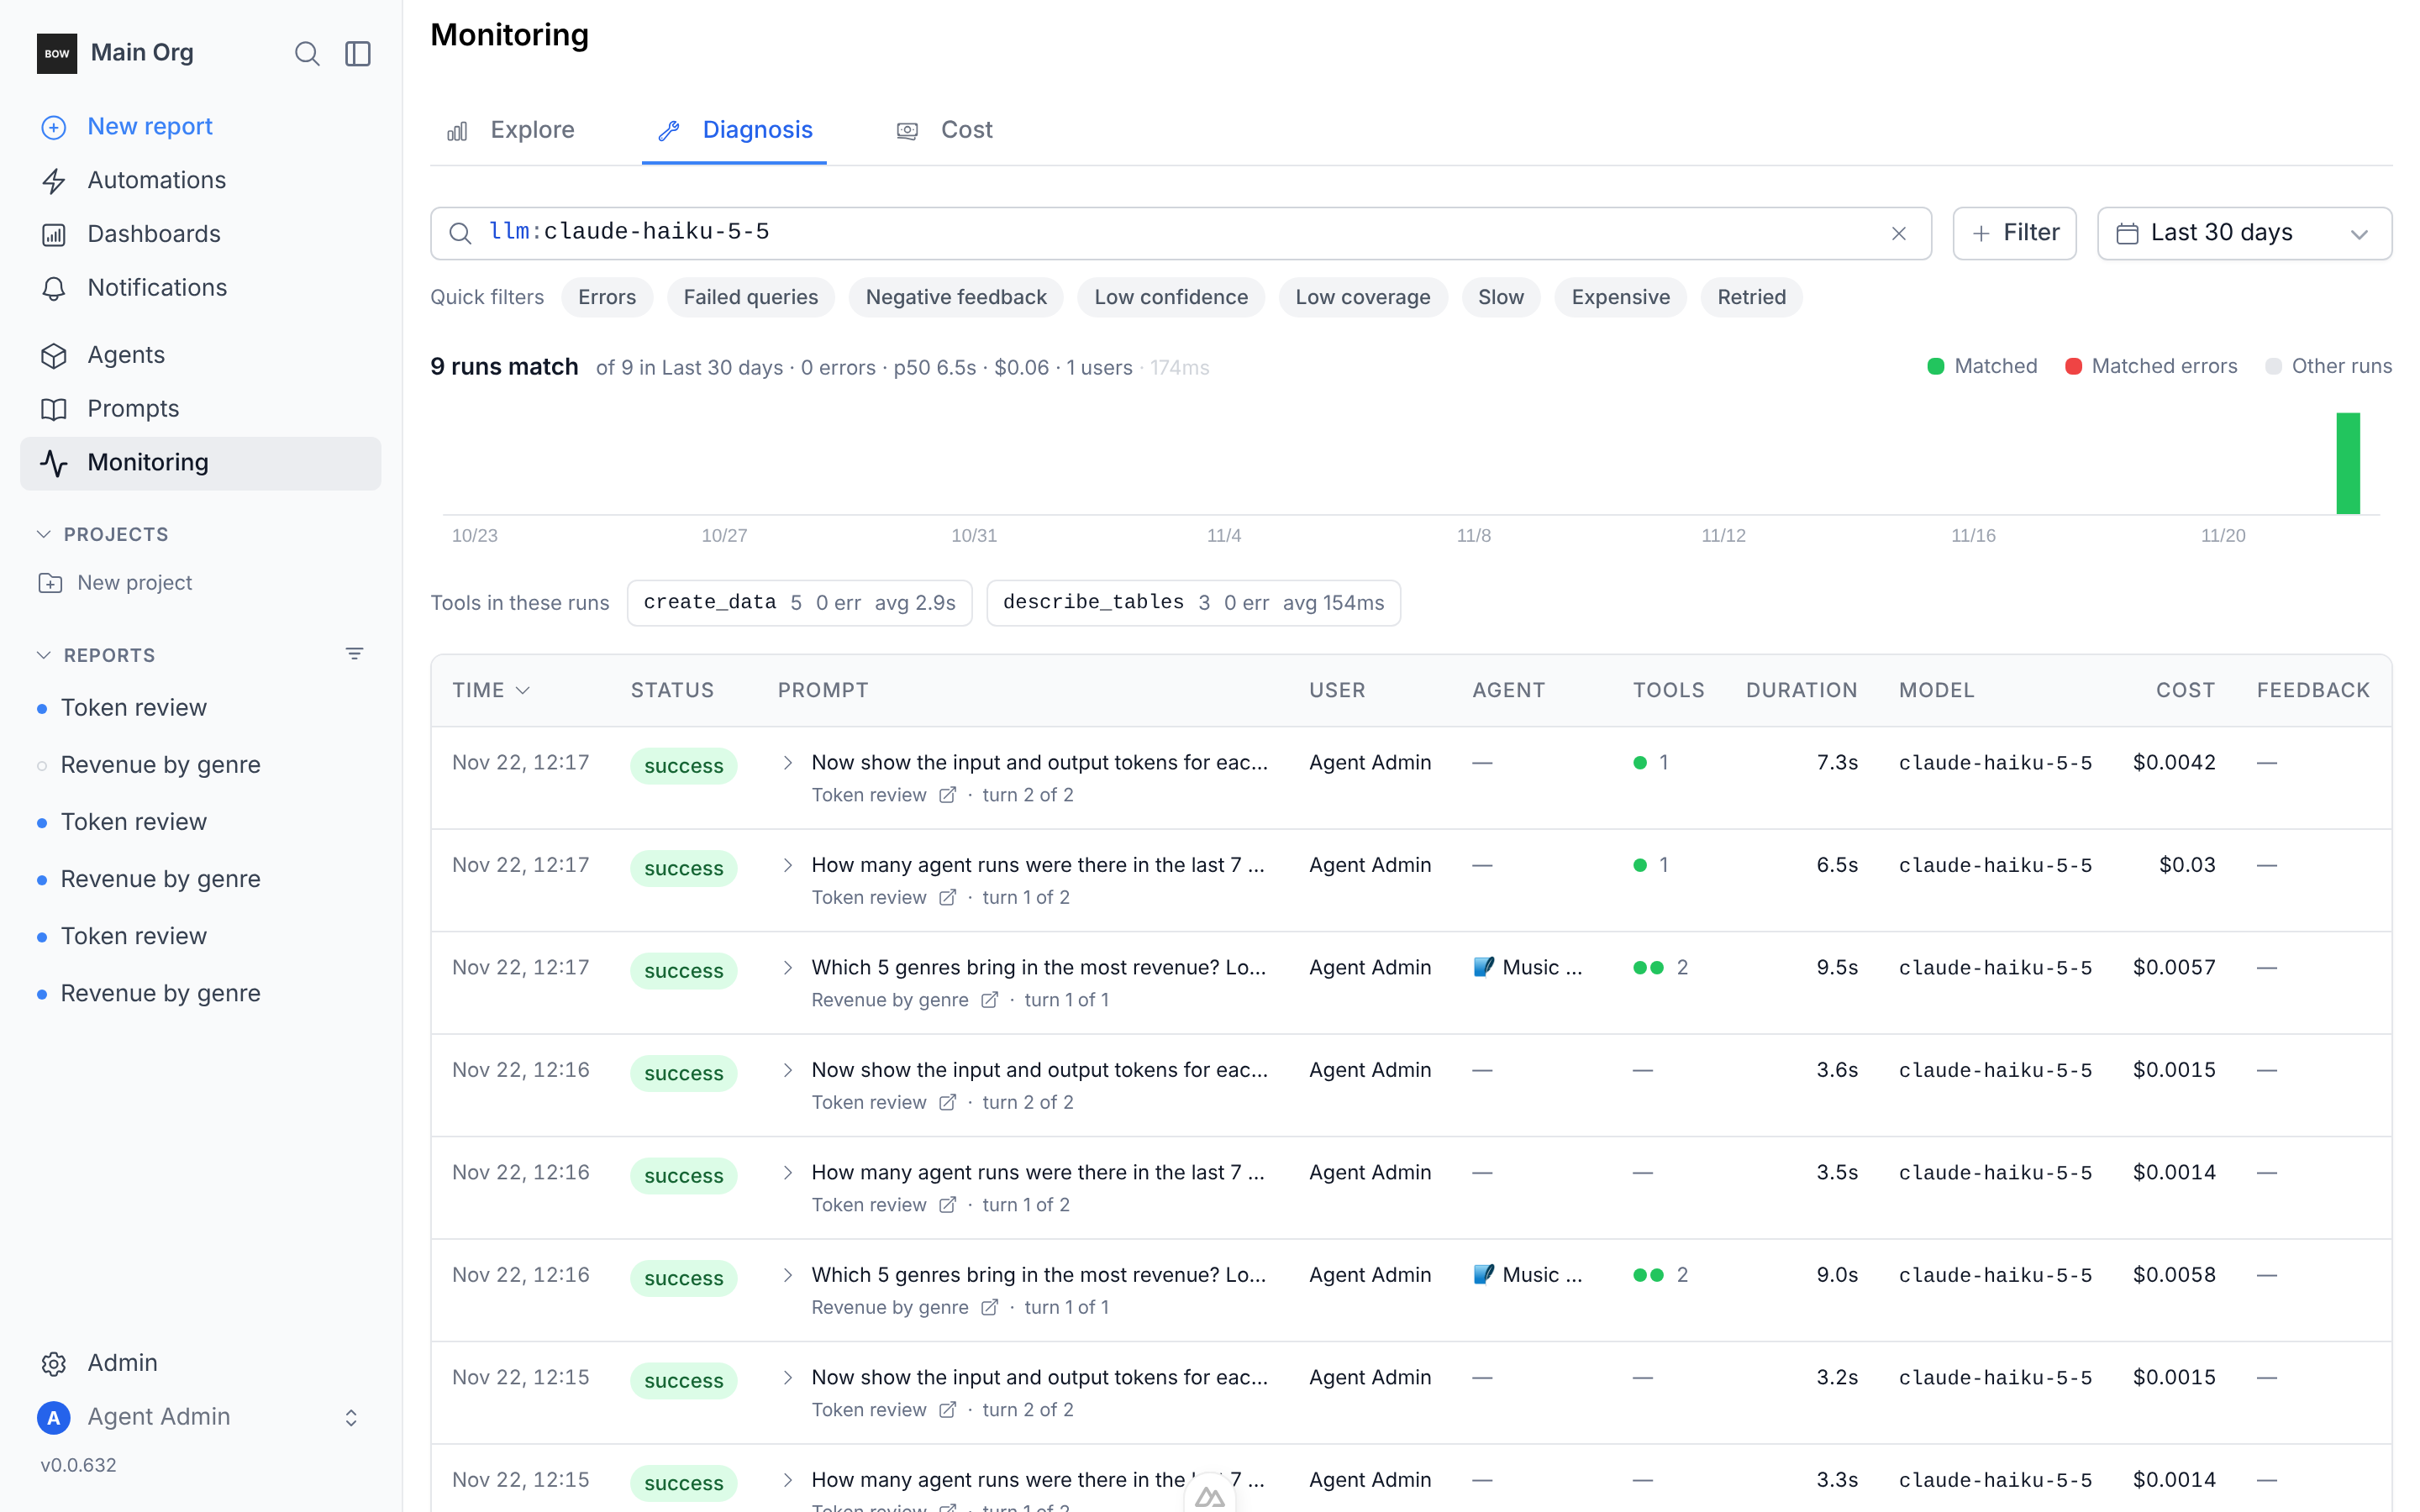 BOW Main Org
New report
Automations
Dashboards
Notifications
Agents
Prompts
Monitoring
PROJECTS
New project
REPORTS
Token review
Revenue by genre
Token review
Revenue by genre
Token review
Revenue by genre
Admin
A Agent Admin
v0.0.632
Monitoring
Explore Diagnosis Cost
llm:claude-haiku-5-5 Filter Last 30 days
Quick filters Errors Failed queries Negative feedback Low confidence Low coverage Slow Expensive Retried
9 runs match of 9 in Last 30 days · 0 errors · p50 6.5s · $0.06 · 1 users · 174ms Matched Matched errors Other runs
10/23 10/27 10/31 11/4 11/8 11/12 11/16 11/20
Tools in these runs create_data 5 0 err avg 2.9s describe_tables 3 0 err avg 154ms
TIME STATUS PROMPT USER AGENT TOOLS DURATION MODEL COST FEEDBACK
Nov 22, 12:17 success Now show the input and output tokens for eac... Agent Admin — 1 7.3s claude-haiku-5-5 $0.0042 —
Token review · turn 2 of 2
Nov 22, 12:17 success How many agent runs were there in the last 7 ... Agent Admin — 1 6.5s claude-haiku-5-5 $0.03 —
Token review · turn 1 of 2
Nov 22, 12:17 success Which 5 genres bring in the most revenue? Lo... Agent Admin Music ... 2 9.5s claude-haiku-5-5 $0.0057 —
Revenue by genre · turn 1 of 1
Nov 22, 12:16 success Now show the input and output tokens for eac... Agent Admin — — 3.6s claude-haiku-5-5 $0.0015 —
Token review · turn 2 of 2
Nov 22, 12:16 success How many agent runs were there in the last 7 ... Agent Admin — — 3.5s claude-haiku-5-5 $0.0014 —
Token review · turn 1 of 2
Nov 22, 12:16 success Which 5 genres bring in the most revenue? Lo... Agent Admin Music ... 2 9.0s claude-haiku-5-5 $0.0058 —
Revenue by genre · turn 1 of 1
Nov 22, 12:15 success Now show the input and output tokens for eac... Agent Admin — — 3.2s claude-haiku-5-5 $0.0015 —
Token review · turn 2 of 2
Nov 22, 12:15 success How many agent runs were there in the 7 ... Agent Admin — — 3.3s claude-haiku-5-5 $0.0014 —
Token review · turn 1 of 2